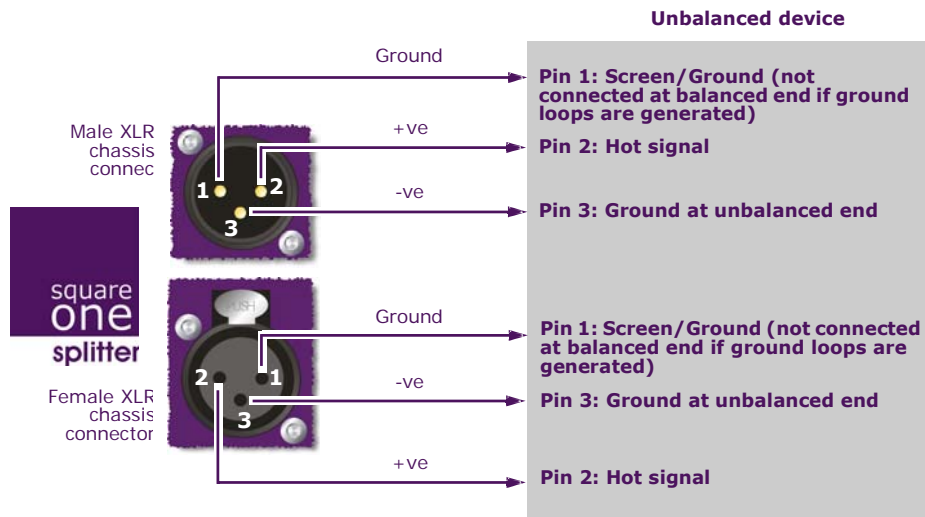 Unbalanced device
Ground
Pin 1: Screen/Ground (not
connected at balanced end if ground
loops are generated)
Male XLR
chassis
connec
+ve
Pin 2: Hot signal
1
2
-ve
Pin 3: Ground at unbalanced end
3
square
one
splitter
PUSH
Ground
Pin 1: Screen/Ground (not connected
at balanced end if ground loops are
generated)
2
1
-ve
Pin 3: Ground at unbalanced end
3
Female XLR
chassis
connector
+ve
Pin 2: Hot signal